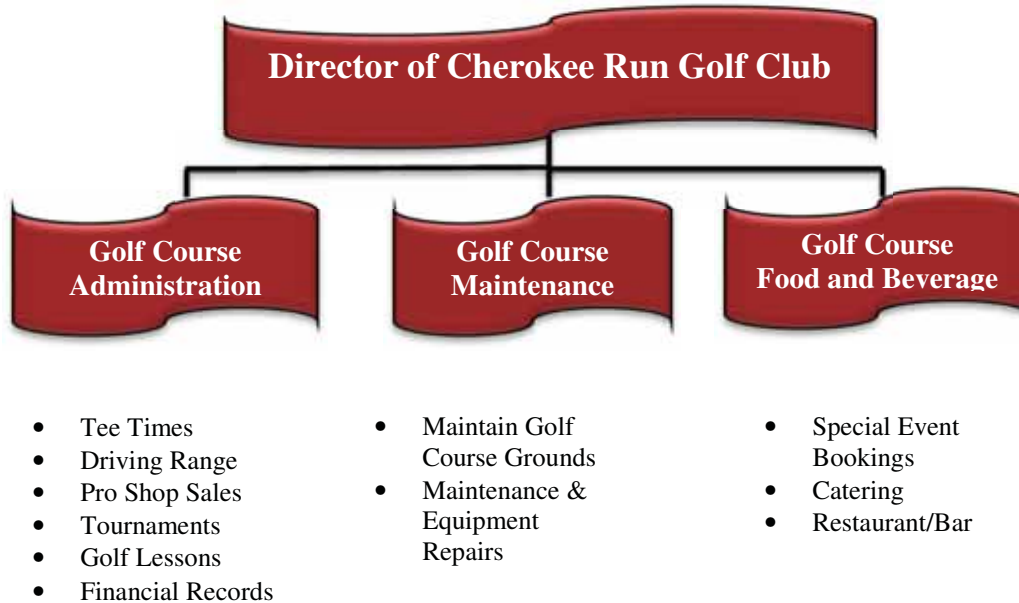 Director of Cherokee Run Golf Club
Golf Course
Administration
Golf Course
Maintenance
Golf Course
Food and Beverage
• Tee Times
• Driving Range
• Pro Shop Sales
• Tournaments
• Golf Lessons
• Financial Records
• Maintain Golf
Course Grounds
• Maintenance &
Equipment
Repairs
• Special Event
Bookings
• Catering
• Restaurant/Bar